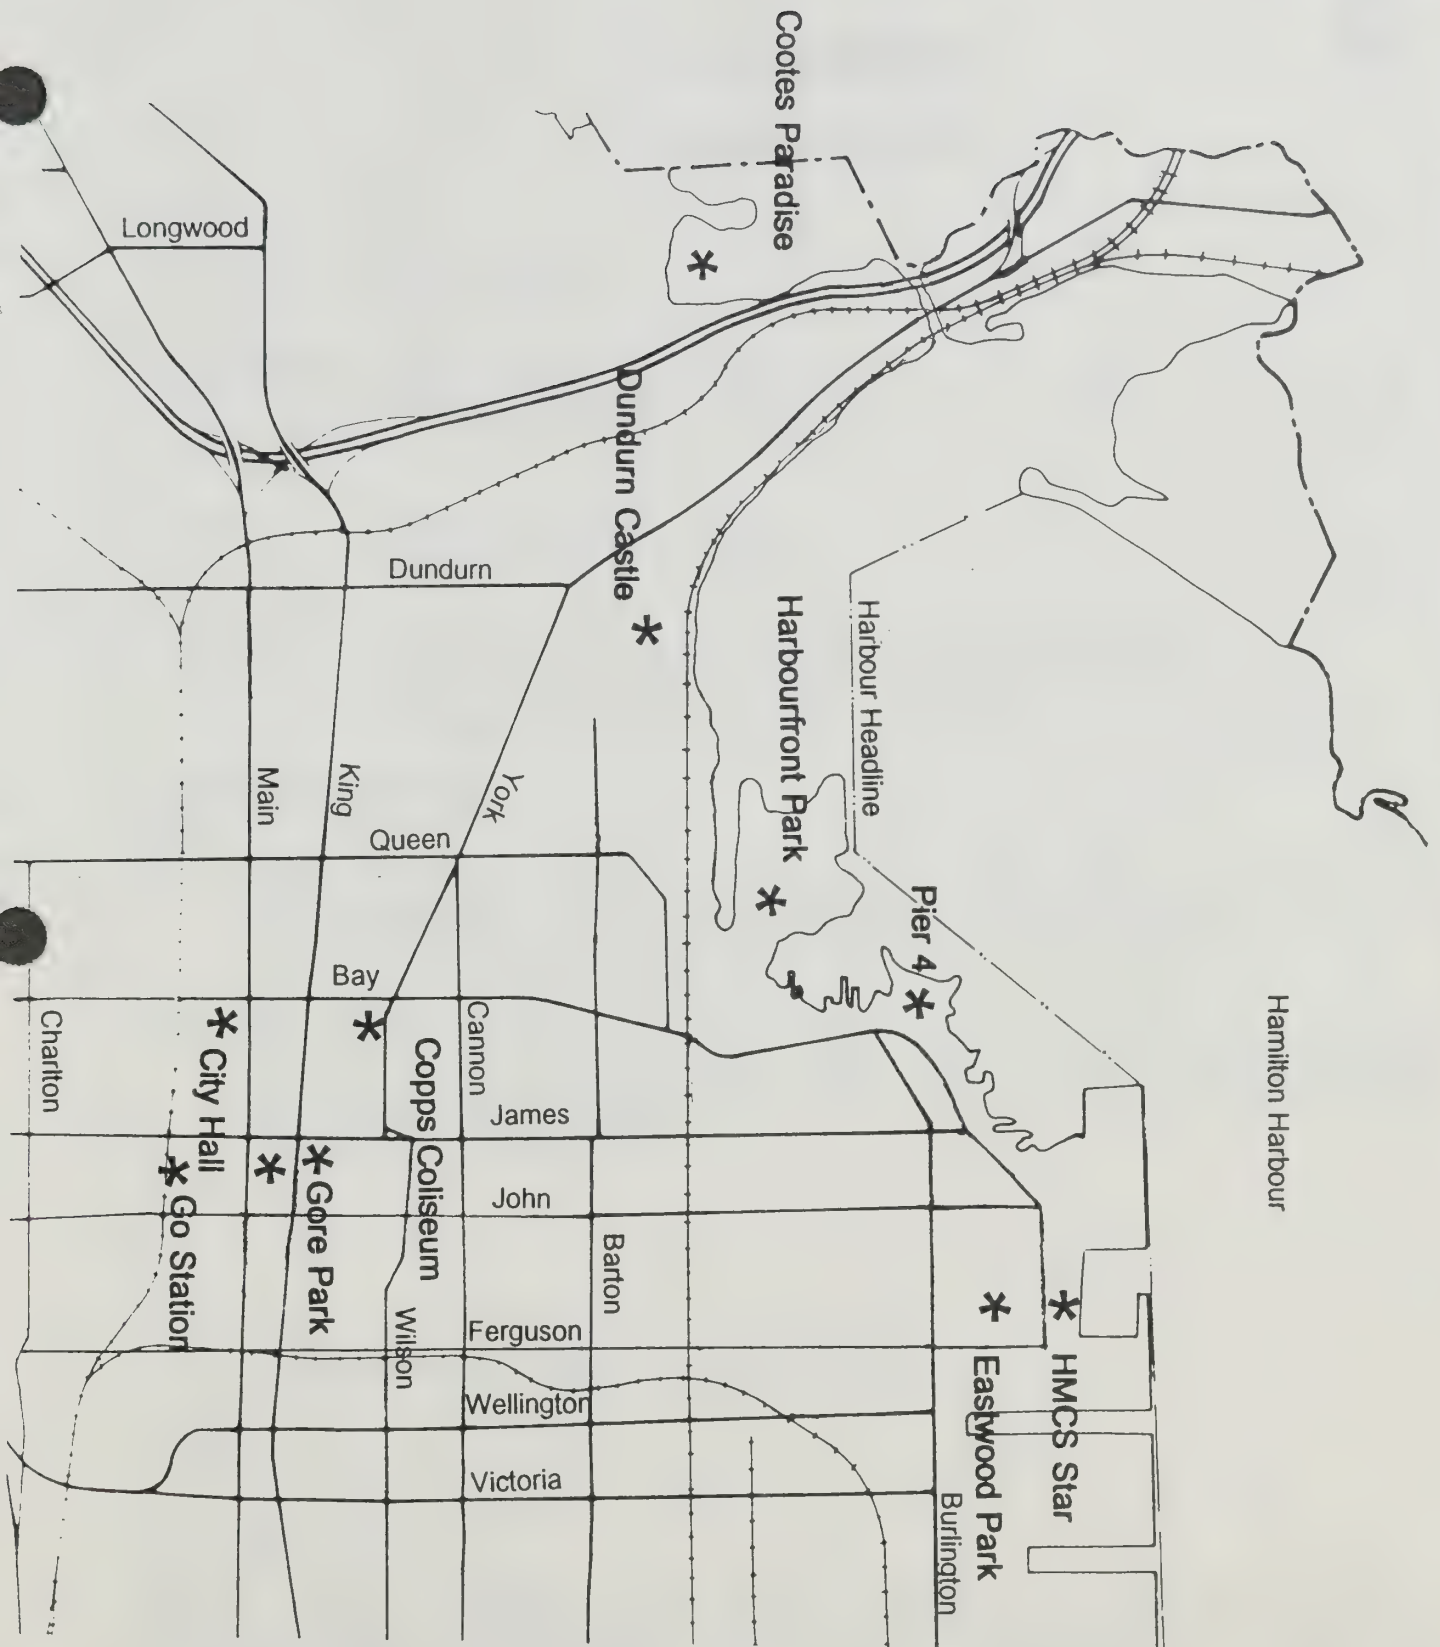 Cootes Paradise
Longwood
Dundurn Castle
Dundurn
Harbourfront Park
Harbour Headline
Main
King
York
Queen
Pier 4
Bay
Hamilton Harbour
Charlton
City Hall
Copps Coliseum
Cannon
James
Go Station
Gore Park
John
Barton
Wilson
Ferguson
Eastwood Park
HMCS Star
Wellington
Victoria
Burlington